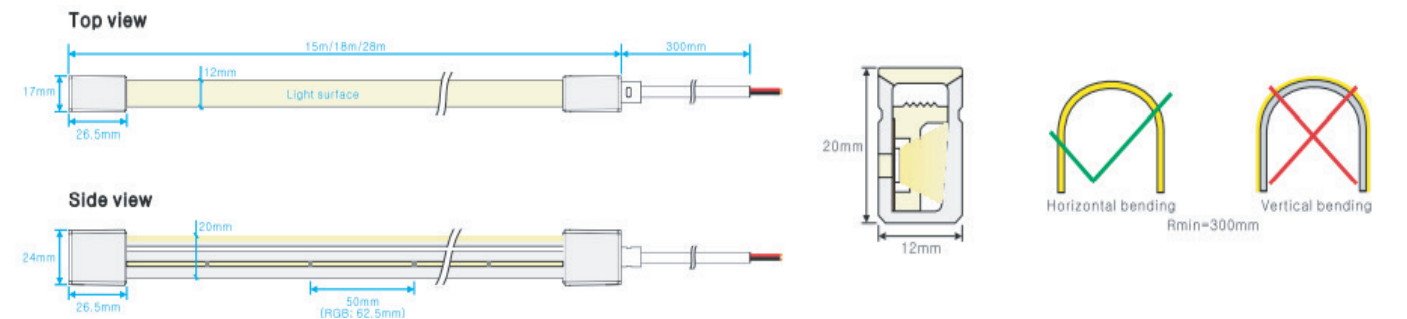 Top view
15m/18m/28m
300mm
17mm
12mm
Light surface
26.5mm
Side view
24mm
20mm
26.5mm
50mm
(RGB: 62.5mm)
20mm
12mm
Horizontal bending
Vertical bending
Rmin=300mm